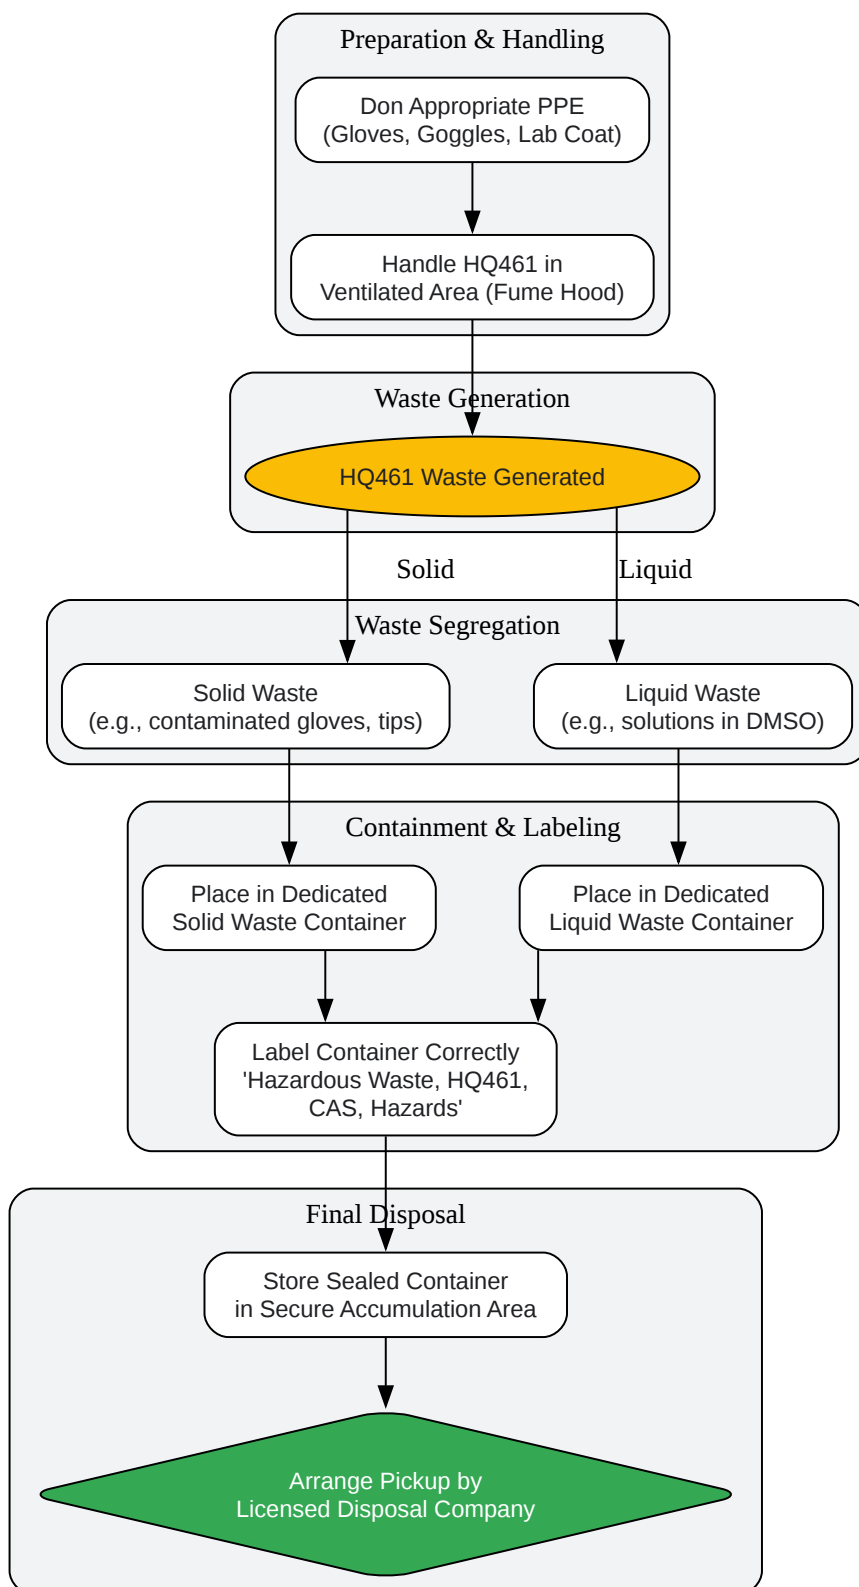 Preparation & Handling
Don Appropriate PPE
(Gloves, Goggles, Lab Coat)
Handle HQ461 in
Ventilated Area (Fume Hood)
Waste Generation
HQ461 Waste Generated
Solid
Liquid
Waste Segregation
Solid Waste
(e.g., contaminated gloves, tips)
Liquid Waste
(e.g., solutions in DMSO)
Containment & Labeling
Place in Dedicated
Solid Waste Container
Place in Dedicated
Liquid Waste Container
Label Container Correctly
'Hazardous Waste, HQ461,
CAS, Hazards'
Final Disposal
Store Sealed Container
in Secure Accumulation Area
Arrange Pickup by
Licensed Disposal Company